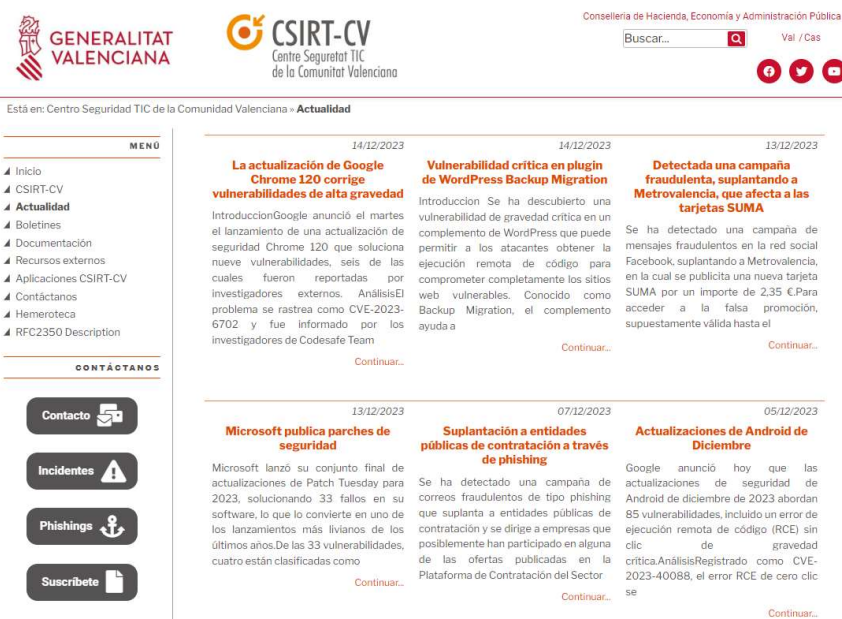 GENERALITAT
VALENCIANA
CSIRT-CV
Centre Seguretat TIC
de la Comunitat Valenciana
Conselleria de Hacienda, Economía y Administración Pública
Buscar...
Val / Cas
Está en: Centro Seguridad TIC de la Comunidad Valenciana » Actualidad
MENÚ
Inicio
CSIRT-CV
Actualidad
Boletines
Documentación
Recursos externos
Aplicaciones CSIRT-CV
Contáctanos
Hemeroteca
RFC2350 Description
CONTÁCTANOS
Contacto
Incidentes
Phishings
Suscríbete
14/12/2023
La actualización de Google
Chrome 120 corrige
vulnerabilidades de alta gravedad
IntroduccionGoogle anunció el martes
el lanzamiento de una actualización de
seguridad Chrome 120 que soluciona
nueve vulnerabilidades, seis de las
cuales fueron reportadas por
investigadores externos. AnálisisEl
problema se rastrea como CVE-2023-
6702 y fue informado por los
investigadores de Codesafe Team
Continuar...
14/12/2023
Vulnerabilidad crítica en plugin
de WordPress Backup Migration
Introduccion Se ha descubierto una
vulnerabilidad de gravedad crítica en un
complemento de WordPress que puede
permitir a los atacantes obtener la
ejecución remota de código para
comprometer completamente los sitios
web vulnerables. Conocido como
Backup Migration, el complemento
ayuda a
Continuar...
13/12/2023
Detectada una campaña
fraudulenta, suplantando a
Metrovalencia, que afecta a las
tarjetas SUMA
Se ha detectado una campaña de
mensajes fraudulentos en la red social
Facebook, suplantando a Metrovalencia,
en la cual se publicita una nueva tarjeta
SUMA por un importe de 2,35 €.Para
acceder a la falsa promoción,
supuestamente válida hasta el
Continuar...
13/12/2023
Microsoft publica parches de
seguridad
Microsoft lanzó su conjunto final de
actualizaciones de Patch Tuesday para
2023, solucionando 33 fallos en su
software, lo que lo convierte en uno de
los lanzamientos más livianos de los
últimos años.De las 33 vulnerabilidades,
cuatro están clasificadas como
Continuar...
07/12/2023
Suplantación a entidades
públicas de contratación a través
de phishing
Se ha detectado una campaña de
correos fraudulentos de tipo phishing
que suplanta a entidades públicas de
contratación y se dirige a empresas que
posiblemente han participado en alguna
de las ofertas publicadas en la
Plataforma de Contratación del Sector
Continuar...
05/12/2023
Actualizaciones de Android de
Diciembre
Google anunció hoy que las
actualizaciones de seguridad de
Android de diciembre de 2023 abordan
85 vulnerabilidades, incluido un error de
ejecución remota de código (RCE) sin
clic de gravedad
crítica.AnálisisRegistrado como CVE-
2023-40088, el error RCE de cero clic
se
Continuar...